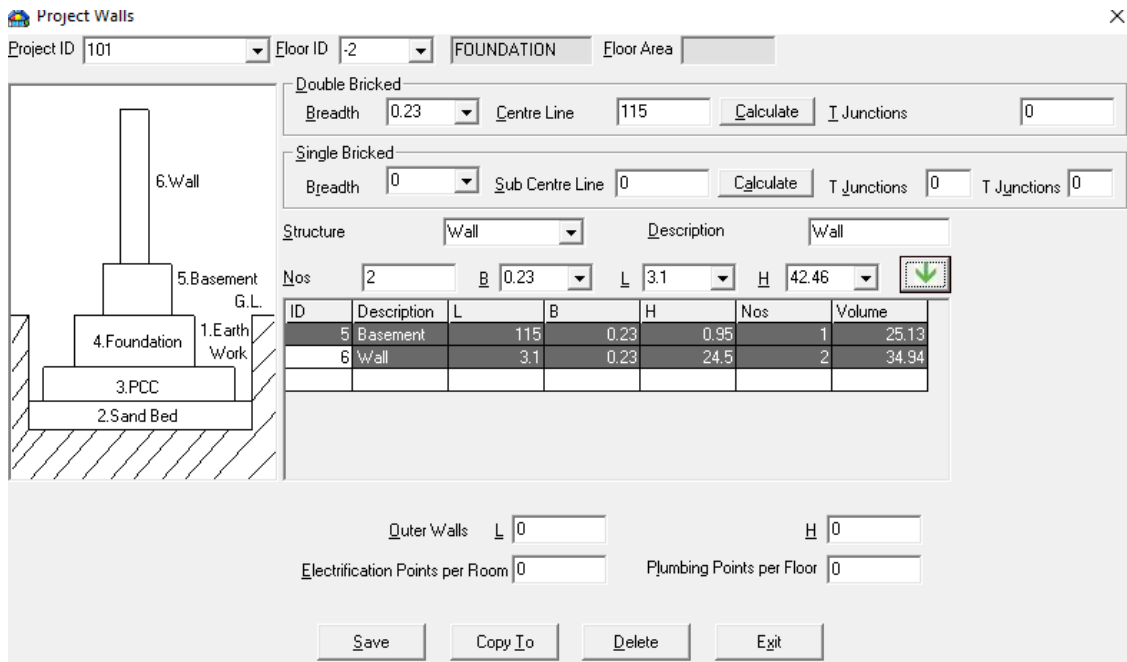 Project Walls
Project ID 101 Floor ID -2 FOUNDATION Floor Area
Double Bricked
Breadth 0.23 Centre Line 115 Calculate T Junctions 0
Single Bricked
Breadth 0 Sub Centre Line 0 Calculate T Junctions 0 T Junctions 0
Structure Wall Description Wall
Nos 2 B 0.23 L 3.1 H 42.46
ID Description L B H Nos Volume
5 Basement 115 0.23 0.95 1 25.13
6 Wall 3.1 0.23 24.5 2 34.94
6.Wall
5.Basement
G.L.
4.Foundation
1.Earth
Work
3.PCC
2.Sand Bed
Outer Walls L 0 H 0
Electrification Points per Room 0 Plumbing Points per Floor 0
Save Copy To Delete Exit